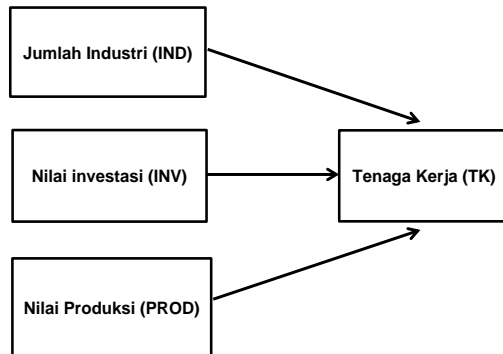 Jumlah Industri (IND)
Nilai investasi (INV)
Tenaga Kerja (TK)
Nilai Produksi (PROD)